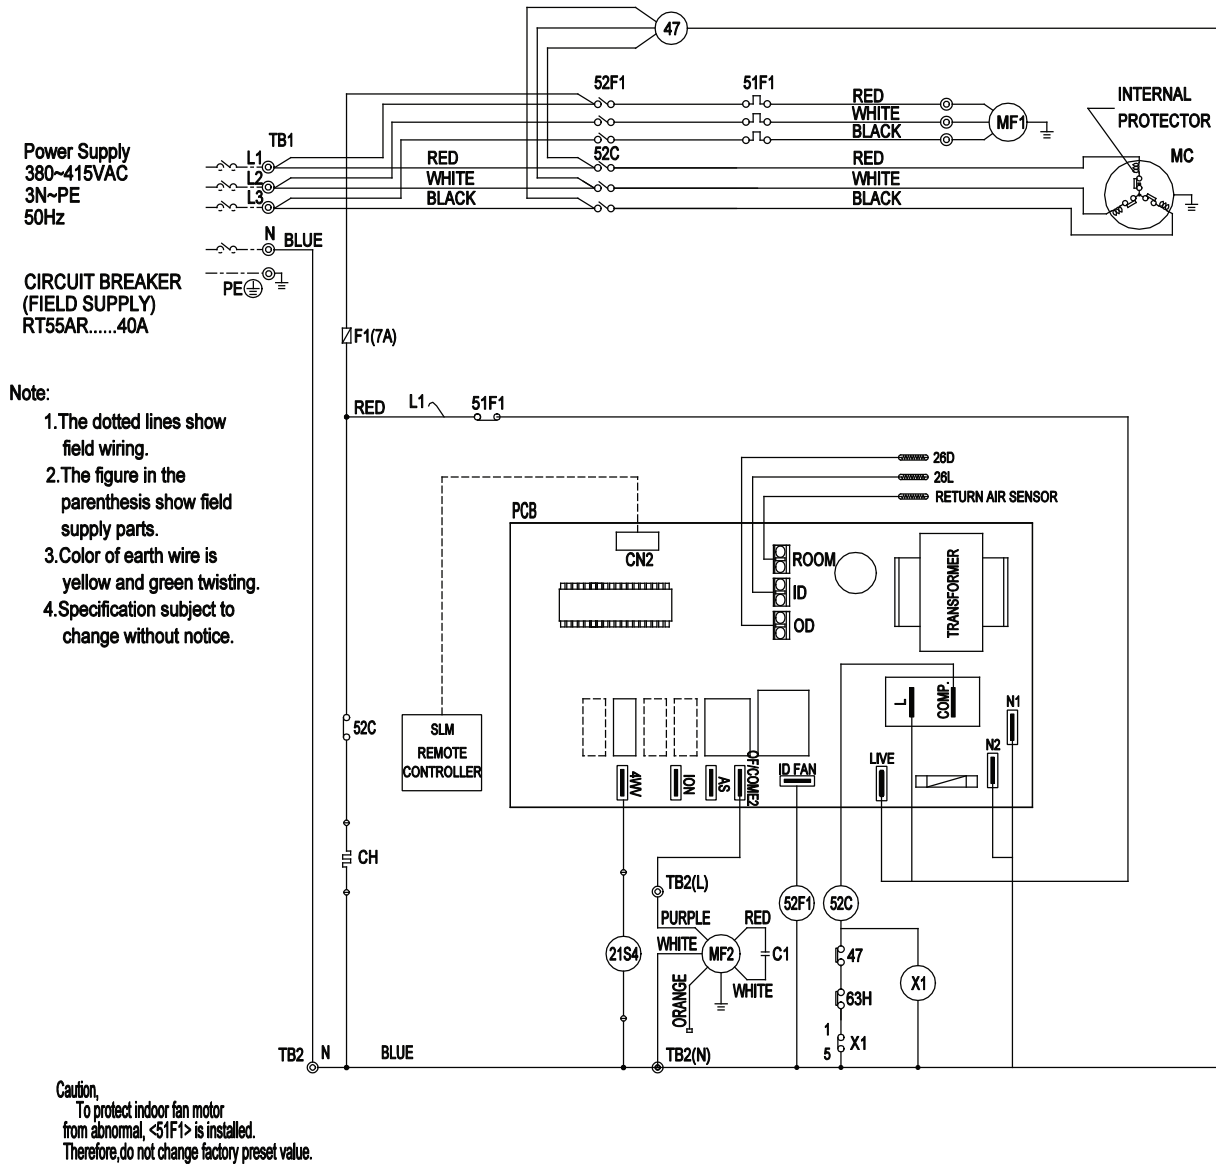 47
52F1
51F1
RED
WHITE
BLACK
MF1
INTERNAL
PROTECTOR
MC
TB1
Power Supply
380~415VAC
3N~PE
50Hz
L1
L2
L3
RED
WHITE
BLACK
52C
RED
WHITE
BLACK
N
BLUE
PE
CIRCUIT BREAKER
(FIELD SUPPLY)
RT55AR......40A
F1(7A)
Note:
1.The dotted lines show
field wiring.
2.The figure in the
parenthesis show field
supply parts.
3.Color of earth wire is
yellow and green twisting.
4.Specification subject to
change without notice.
RED
L1
51F1
26D
26L
RETURN AIR SENSOR
PCB
CN2
ROOM
ID
OD
TRANSFORMER
L
COMP.
N1
N2
LIVE
52C
SLM
REMOTE
CONTROLLER
4WV
ION
AS
OF/COME2
ID FAN
CH
TB2(L)
52F1
52C
PURPLE
RED
WHITE
21S4
MF2
C1
WHITE
ORANGE
47
63H
X1
1
5
X1
TB2
N
BLUE
TB2(N)
Caution,
To protect indoor fan motor
from abnormal, <51F1> is installed.
Therefore,do not change factory preset value.